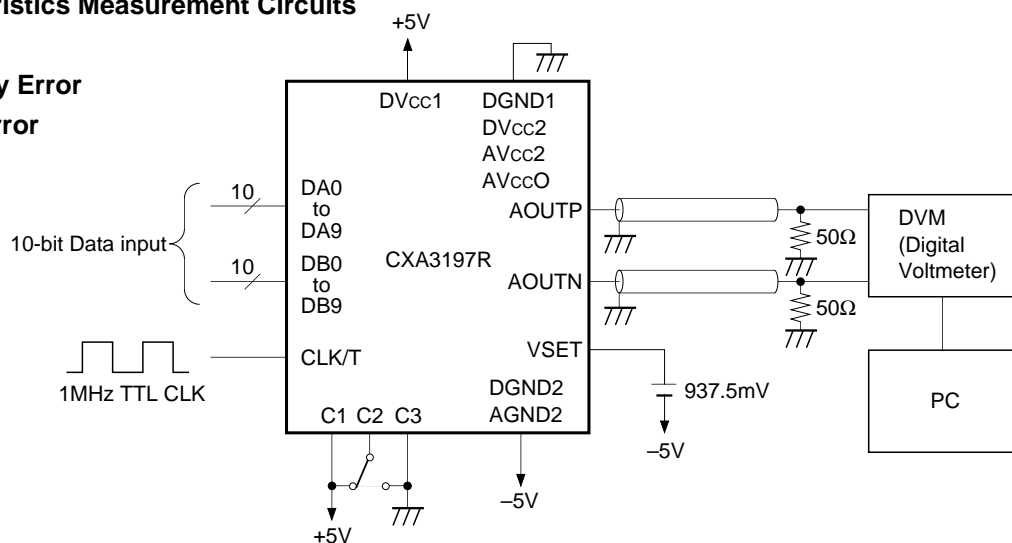 ristics Measurement Circuits
y Error
ror
+5V
DVCC1
DGND1
DVCC2
AVCC2
AVCCO
10
DA0
to
DA9
10-bit Data input
10
DB0
to
DB9
CXA3197R
AOUTP
AOUTN
50Ω
50Ω
DVM
(Digital
Voltmeter)
CLK/T
1MHz TTL CLK
VSET
937.5mV
–5V
PC
DGND2
AGND2
–5V
C1 C2 C3
+5V